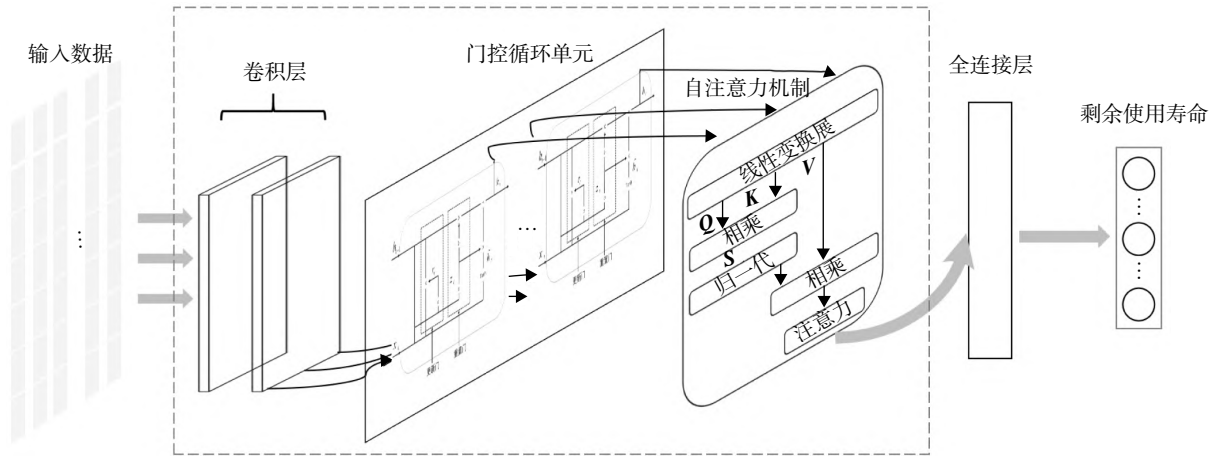 输入数据
卷积层
门控循环单元
自注意力机制
全连接层
剩余使用寿命
线性变换展
V
K
Q
相乘
S
归一代
相乘
注意力
...
...
...
...